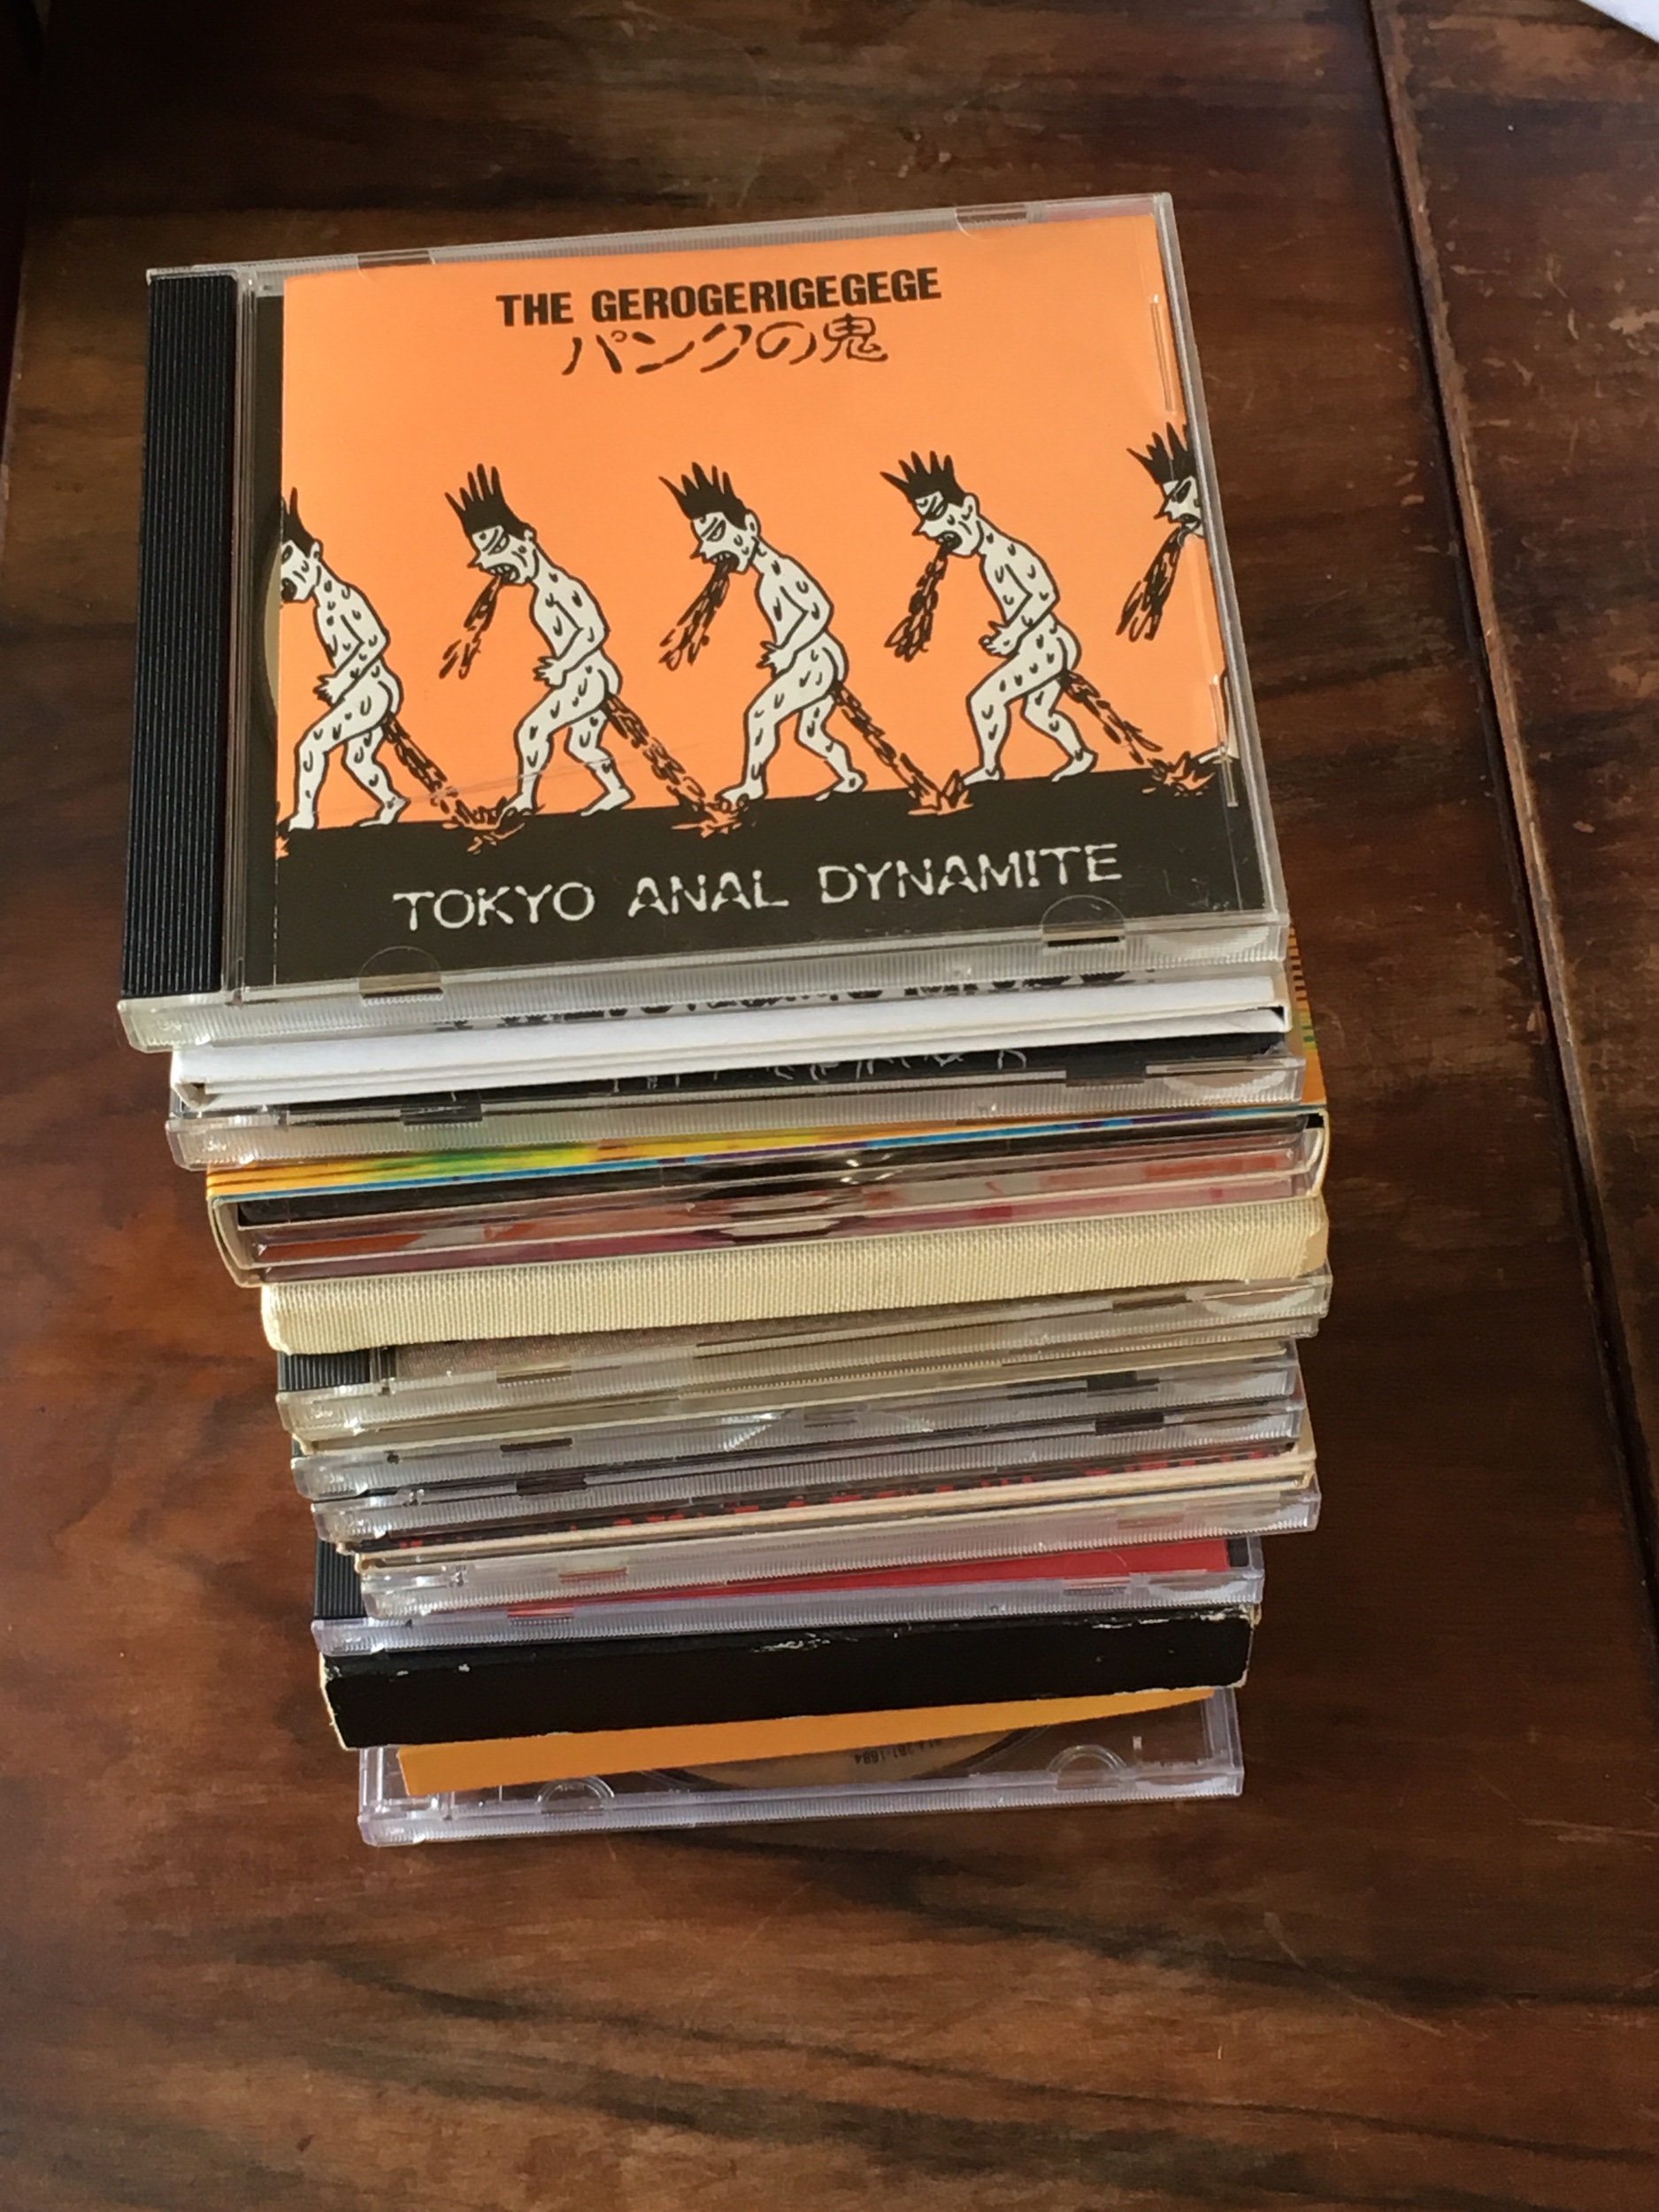 THE GEROGERIGEGEGE
パンクの鬼
TOKYO ANAL DYNAMITE